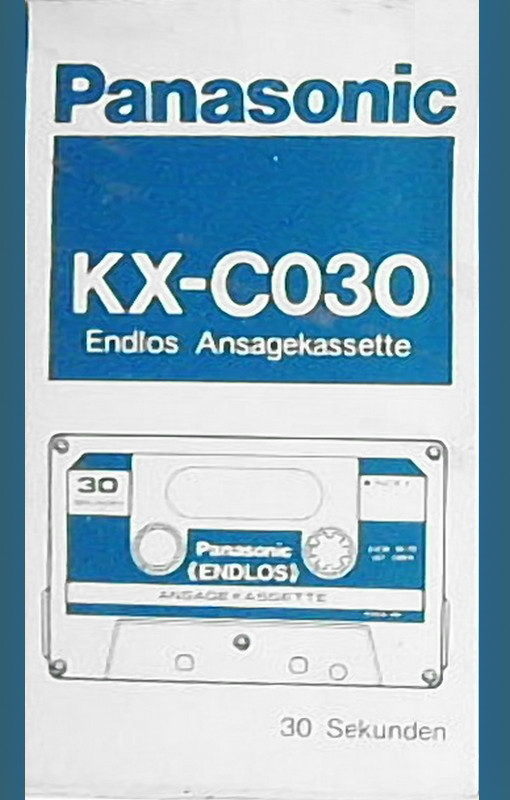 Panasonic
KX-C030
Endlos Ansagekassette
30
Panasonic
(ENDLOS)
ANSAGEKASSETTE
30 Sekunden